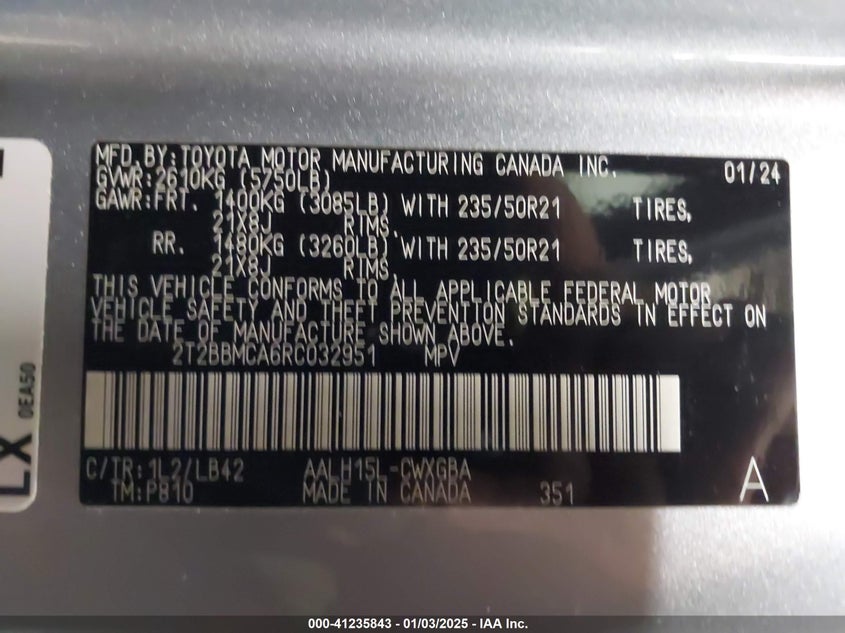 MFD.BY:TOYOTA MOTOR MANUFACTURING CANADA INC. 01/24
GVWR:2610KG (5750LB)
GAWR:FRT. 1400KG (3085LB) WITH 235/50R21 TIRES,
21X8J RIMS,
RR. 1480KG (3260LB) WITH 235/50R21 TIRES,
21X8J RIMS.
THIS VEHICLE CONFORMS TO ALL APPLICABLE FEDERAL MOTOR
VEHICLE SAFETY AND THEFT PREVENTION STANDARDS IN EFFECT ON
THE DATE OF MANUFACTURE SHOWN ABOVE.
2T2BBMCA6RC032951 MPV
C/TR:1L2/LB42 AALH15L-CWXGBA
TM:P810 MADE IN CANADA 351
A
LX
0EA50
000-41235843 - 01/03/2025 - IAA Inc.